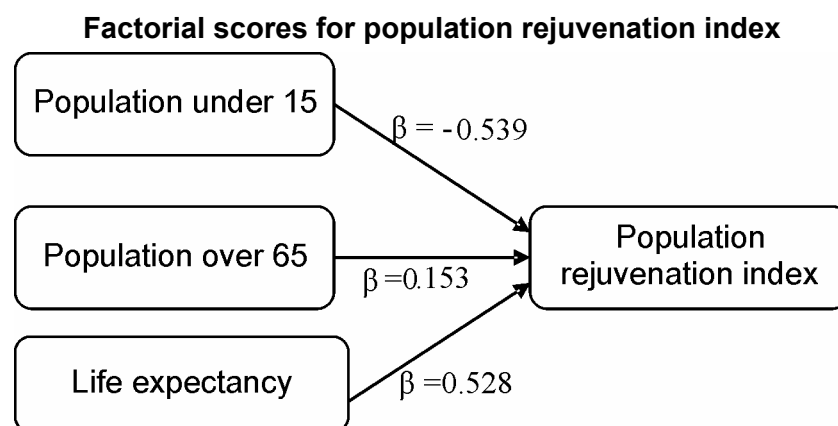 Factorial scores for population rejuvenation index
Population under 15
β = -0.539
Population over 65
β =0.153
Population
rejuvenation index
Life expectancy
β =0.528